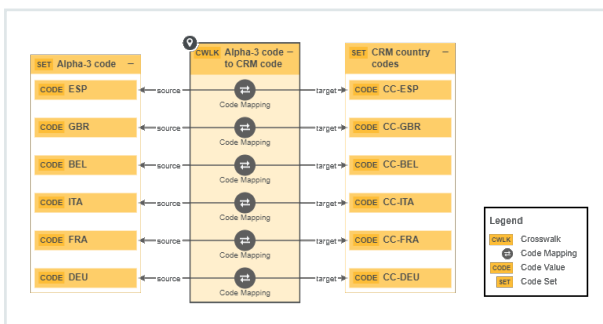 SET Alpha-3 code –
CWLK Alpha-3 code –
to CRM code
SET CRM country –
codes
CODE ESP
source
Code Mapping
target
CODE CC-ESP
CODE GBR
source
Code Mapping
target
CODE CC-GBR
CODE BEL
source
Code Mapping
target
CODE CC-BEL
CODE ITA
source
Code Mapping
target
CODE CC-ITA
CODE FRA
source
Code Mapping
target
CODE CC-FRA
CODE DEU
source
Code Mapping
target
CODE CC-DEU
Legend
CWLK Crosswalk
Code Mapping
CODE Code Value
SET Code Set